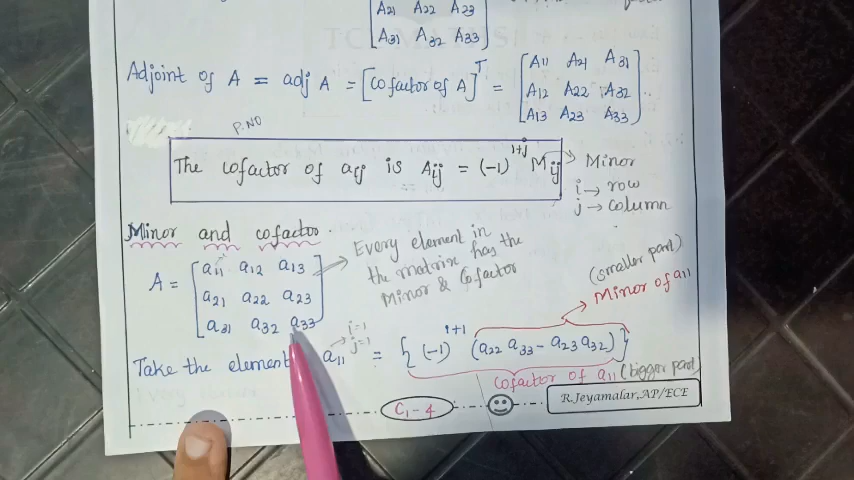 A21 A22 A23
A31 A32 A33
Adjoint of A = adj A = [cofactor of A]^T = [A11 A21 A31
A12 A22 A32
A13 A23 A33]
P.NO
The cofactor of aij is Aij = (-1)^i+j Mij → Minor
i → row
j → column
Minor and cofactor.
A = [a11 a12 a13
a21 a22 a23
a31 a32 a33]
Every element in
the matrix has the
Minor & Cofactor
(smaller part)
Minor of a11
i=1
j=1
Take the element a11 = {(-1)^1+1 (a22 a33 - a23 a32)}
cofactor of a11 (bigger part)
C1-4
R.Jeyamalar,AP/ECE